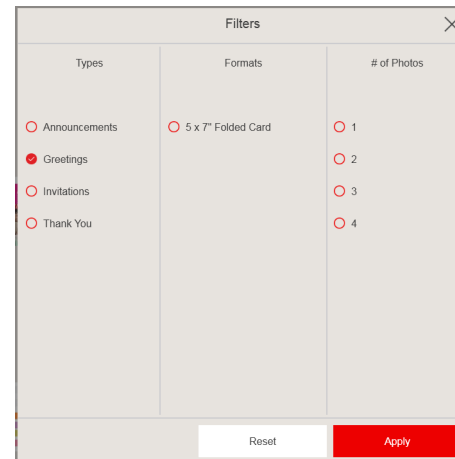 Filters
Types
Formats
# of Photos
Announcements
5 x 7" Folded Card
1
Greetings
2
Invitations
3
Thank You
4
Reset
Apply